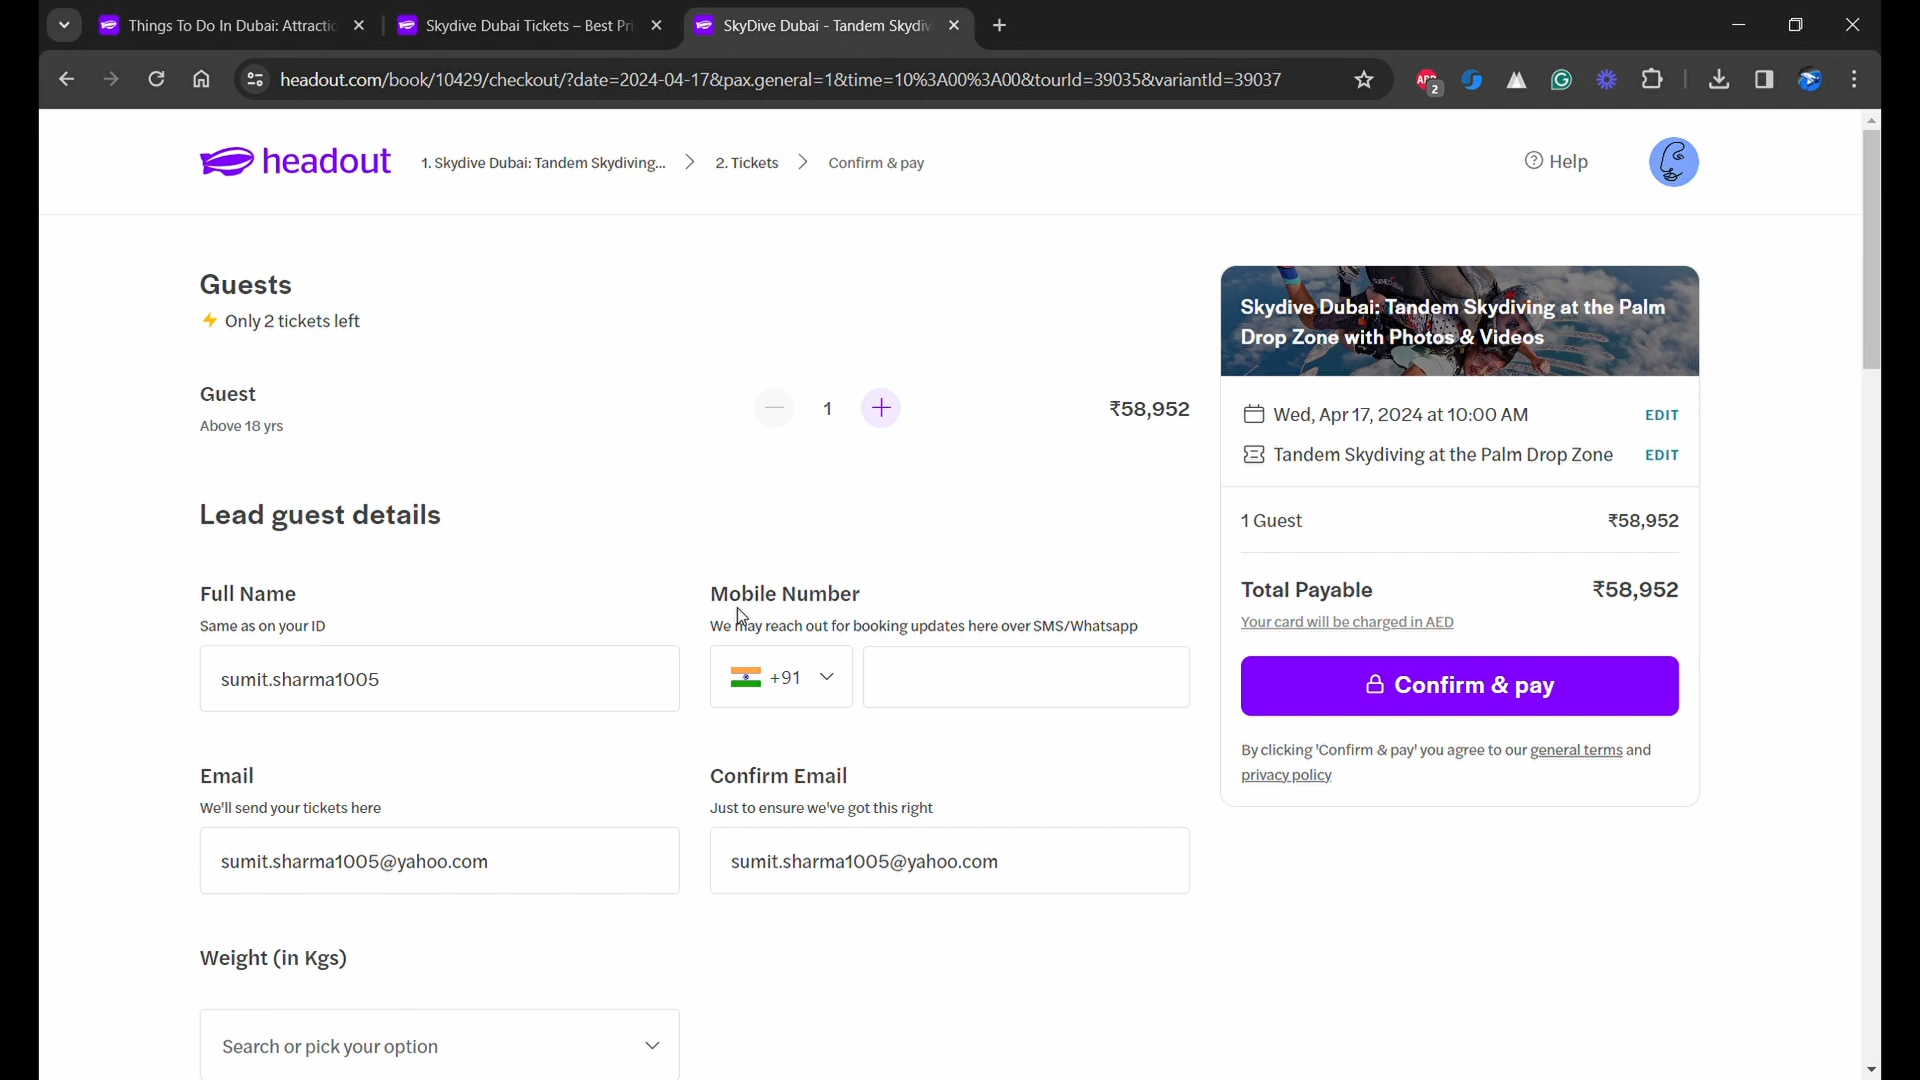 Things To Do In Dubai: Attractic
Skydive Dubai Tickets – Best Pri
SkyDive Dubai - Tandem Skydiv
headout.com/book/10429/checkout/?date=2024-04-17&pax.general=1&time=10%3A00%3A00&tourId=39035&variantId=39037
ABP
2
headout
1. Skydive Dubai: Tandem Skydiving...
2. Tickets
Confirm & pay
Help
Guests
Only 2 tickets left
Guest
Above 18 yrs
1
₹58,952
Lead guest details
Full Name
Same as on your ID
sumit.sharma1005
Mobile Number
We may reach out for booking updates here over SMS/Whatsapp
+91
Email
We'll send your tickets here
sumit.sharma1005@yahoo.com
Confirm Email
Just to ensure we've got this right
sumit.sharma1005@yahoo.com
Weight (in Kgs)
Search or pick your option
Skydive Dubai: Tandem Skydiving at the Palm
Drop Zone with Photos & Videos
Wed, Apr 17, 2024 at 10:00 AM
EDIT
Tandem Skydiving at the Palm Drop Zone
EDIT
1 Guest
₹58,952
Total Payable
₹58,952
Your card will be charged in AED
Confirm & pay
By clicking 'Confirm & pay' you agree to our general terms and
privacy policy